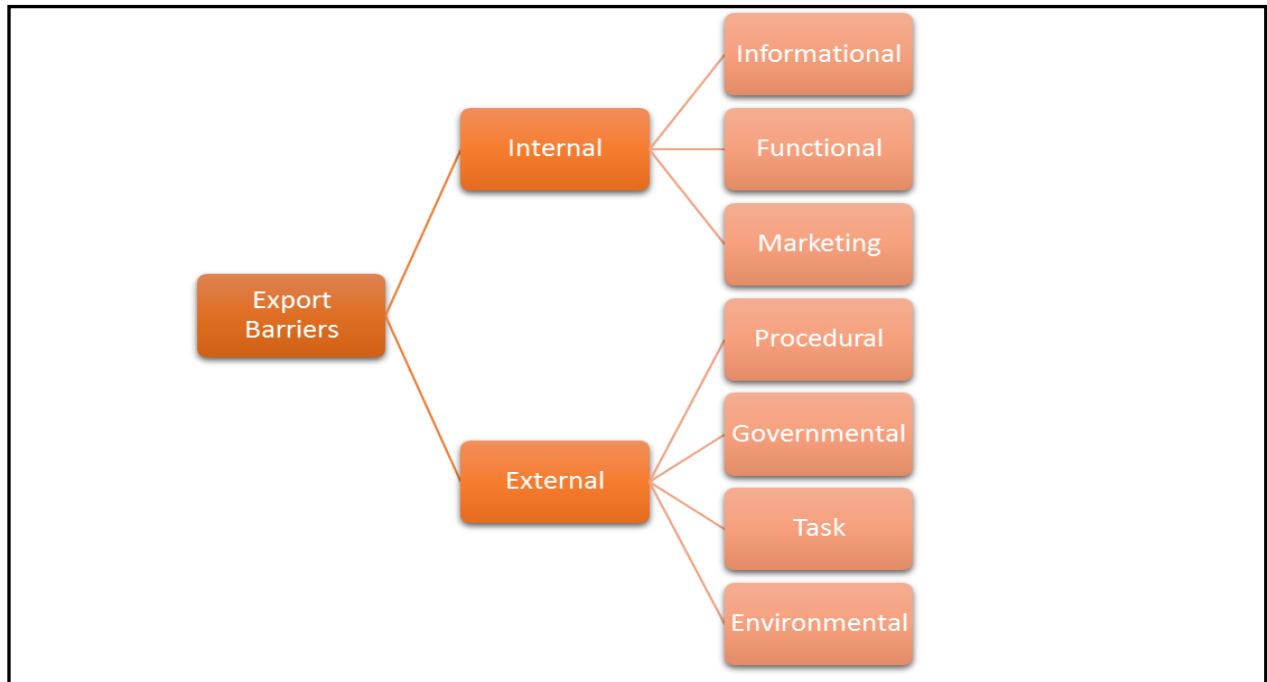 Export
Barriers
Internal
Informational
Functional
Marketing
External
Procedural
Governmental
Task
Environmental